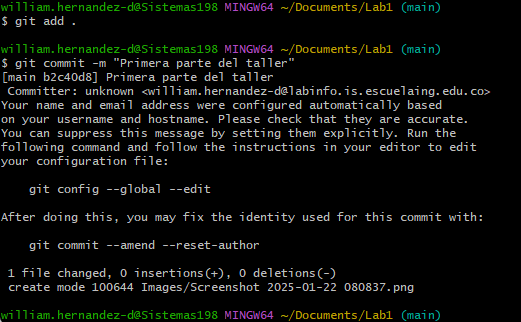 william.hernandez-d@Sistemas198 MINGW64 ~/Documents/Lab1 (main)
$ git add .
william.hernandez-d@Sistemas198 MINGW64 ~/Documents/Lab1 (main)
$ git commit -m "Primera parte del taller"
[main b2c40d8] Primera parte del taller
 Committer: unknown <william.hernandez-d@labinfo.is.escuelaing.edu.co>
Your name and email address were configured automatically based
on your username and hostname. Please check that they are accurate.
You can suppress this message by setting them explicitly. Run the
following command and follow the instructions in your editor to edit
your configuration file:
    git config --global --edit
After doing this, you may fix the identity used for this commit with:
    git commit --amend --reset-author
 1 file changed, 0 insertions(+), 0 deletions(-)
 create mode 100644 Images/Screenshot 2025-01-22 080837.png
william.hernandez-d@Sistemas198 MINGW64 ~/Documents/Lab1 (main)